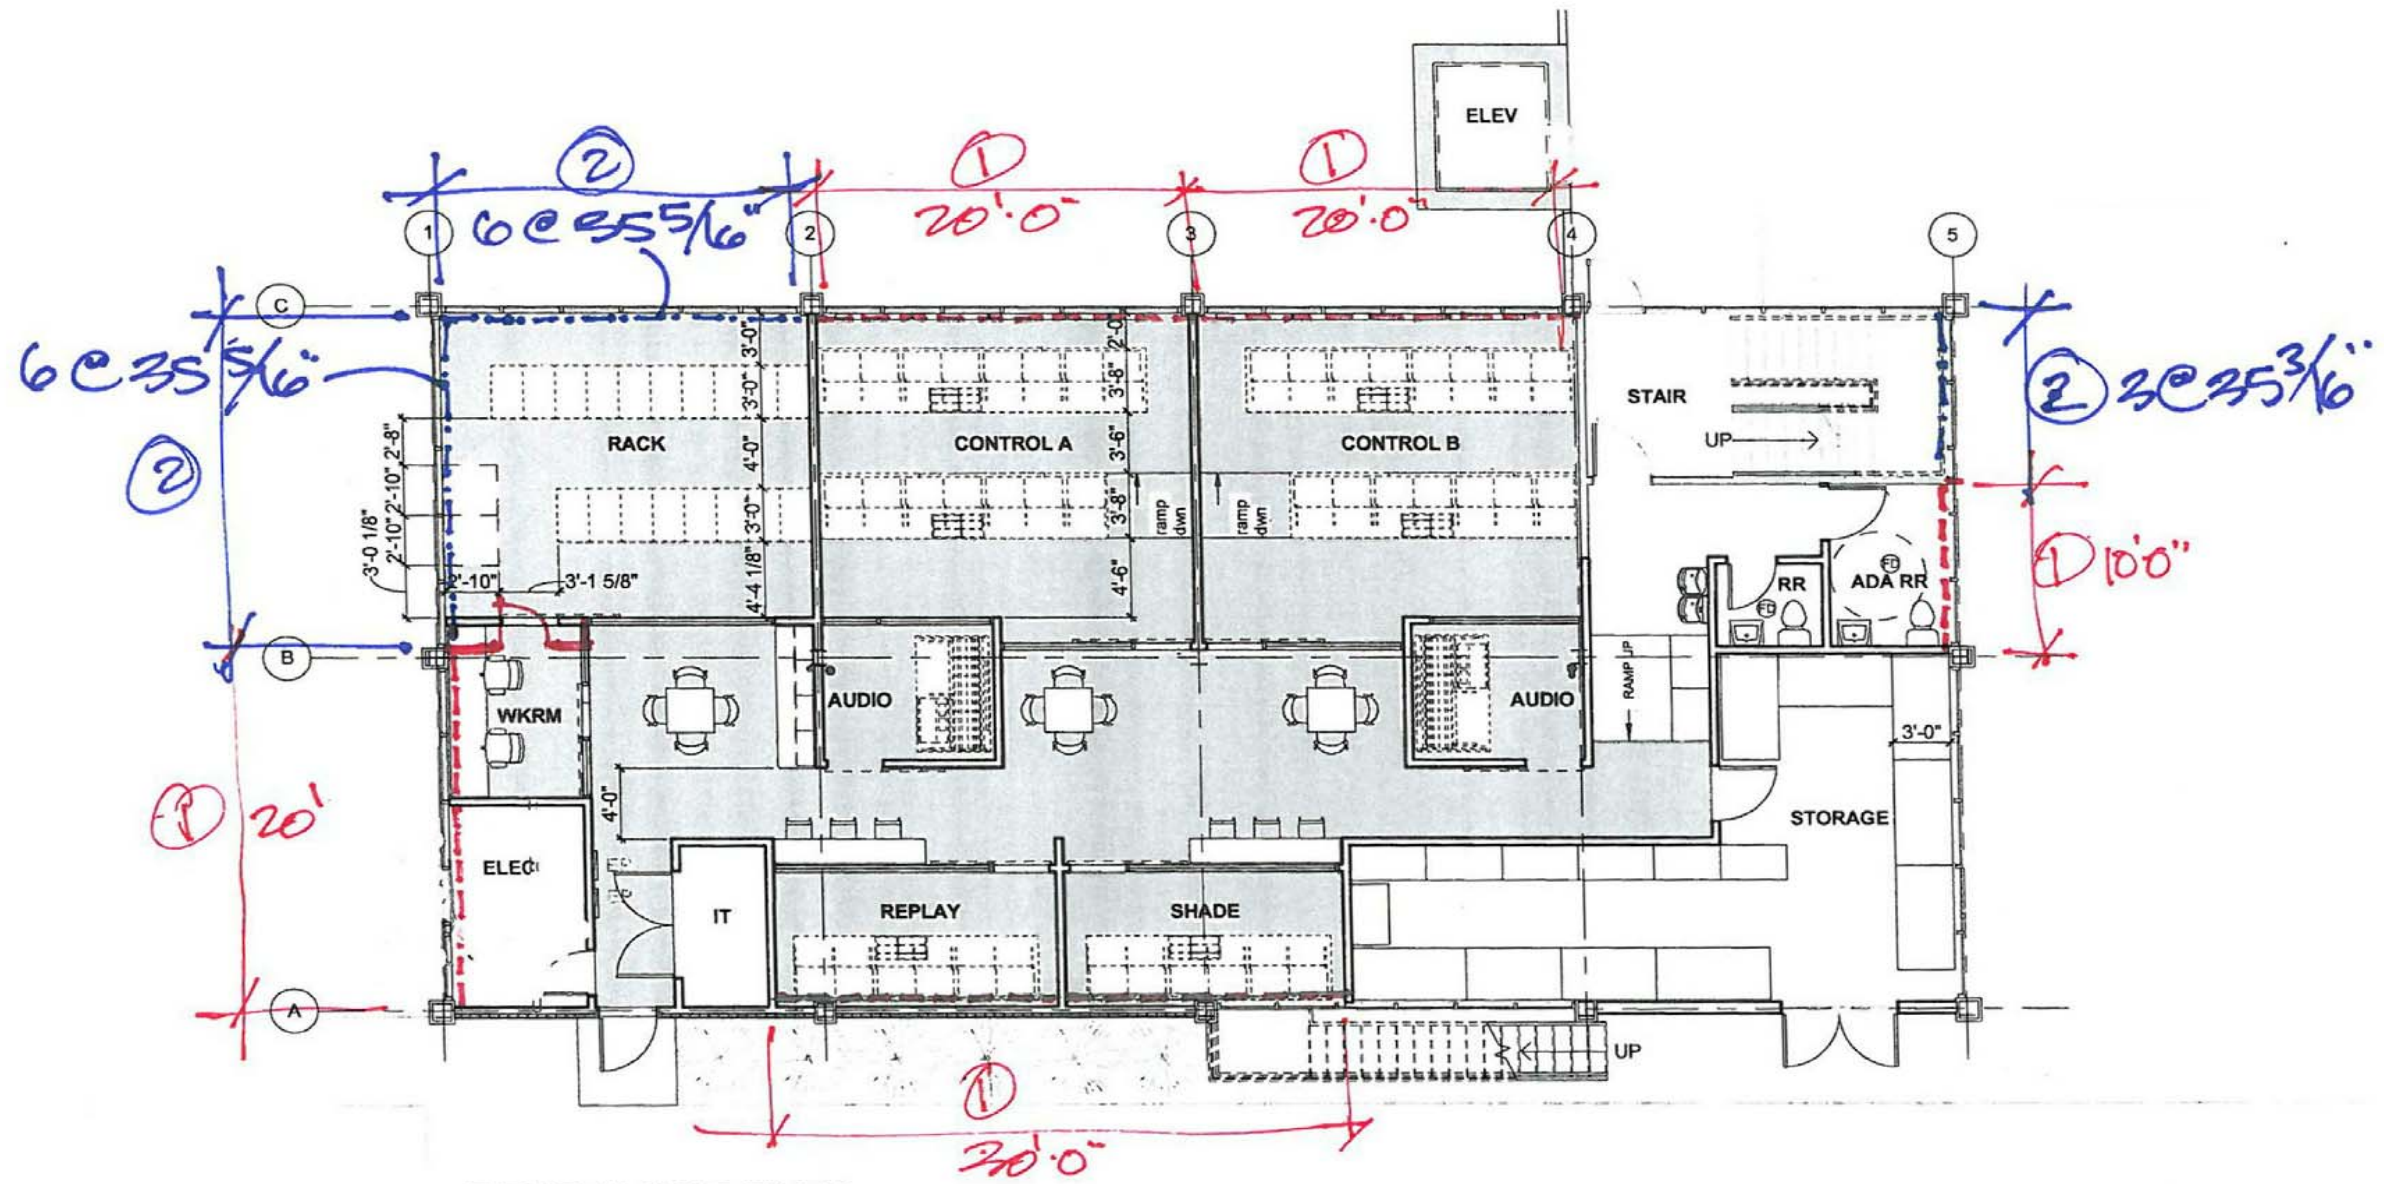 ELEV
2
1
1
6 @ 35 5/16"
20'-0"
20'-0"
1
2
3
4
5
C
6 @ 35 5/16"
2
2
3 @ 35 3/16"
3'-0"
3'-0"
4'-0"
3'-0"
4'-4 1/8"
2'-0
3'-8"
3'-6"
3'-8"
4'-6"
2'-8"
2'-10"
2'-10"
3'-0 1/8"
2'-10"
3'-1 5/8"
RACK
CONTROL A
CONTROL B
STAIR
UP
ramp
dwn
ramp
dwn
1
10'0"
RR
FD
ADA RR
FD
B
WKRM
AUDIO
AUDIO
RAMP UP
3'-0"
1
20'
4'-0"
STORAGE
ELEC
EP
EP
IT
REPLAY
SHADE
A
UP
1
30'-0"